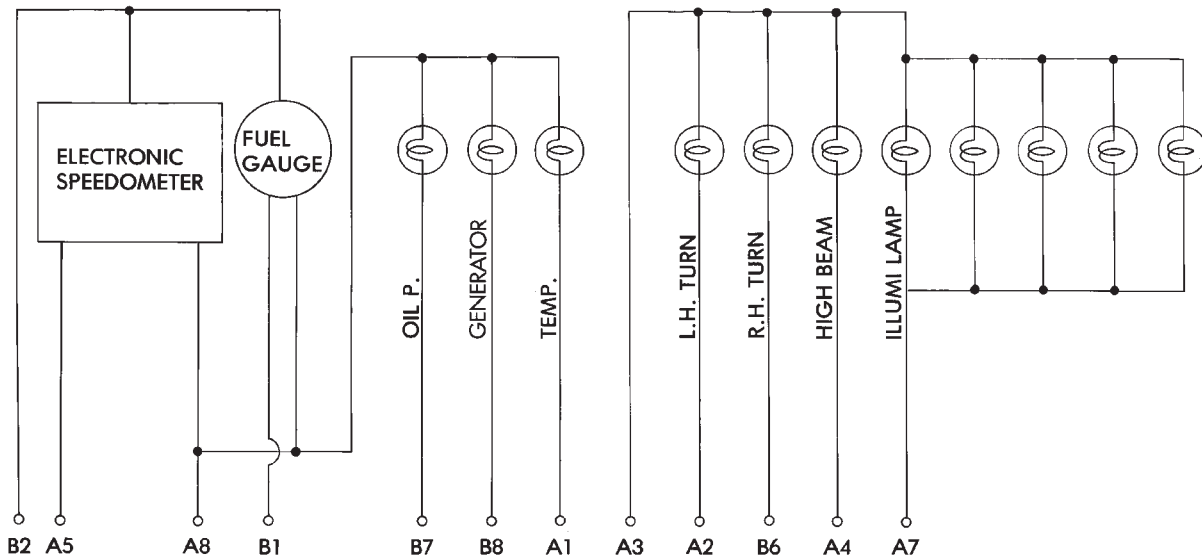 ELECTRONIC
SPEEDOMETER
FUEL
GAUGE
OIL P.
GENERATOR
TEMP.
L.H. TURN
R.H. TURN
HIGH BEAM
ILLUMI LAMP
B2 A5 A8 B1 B7 B8 A1 A3 A2 B6 A4 A7